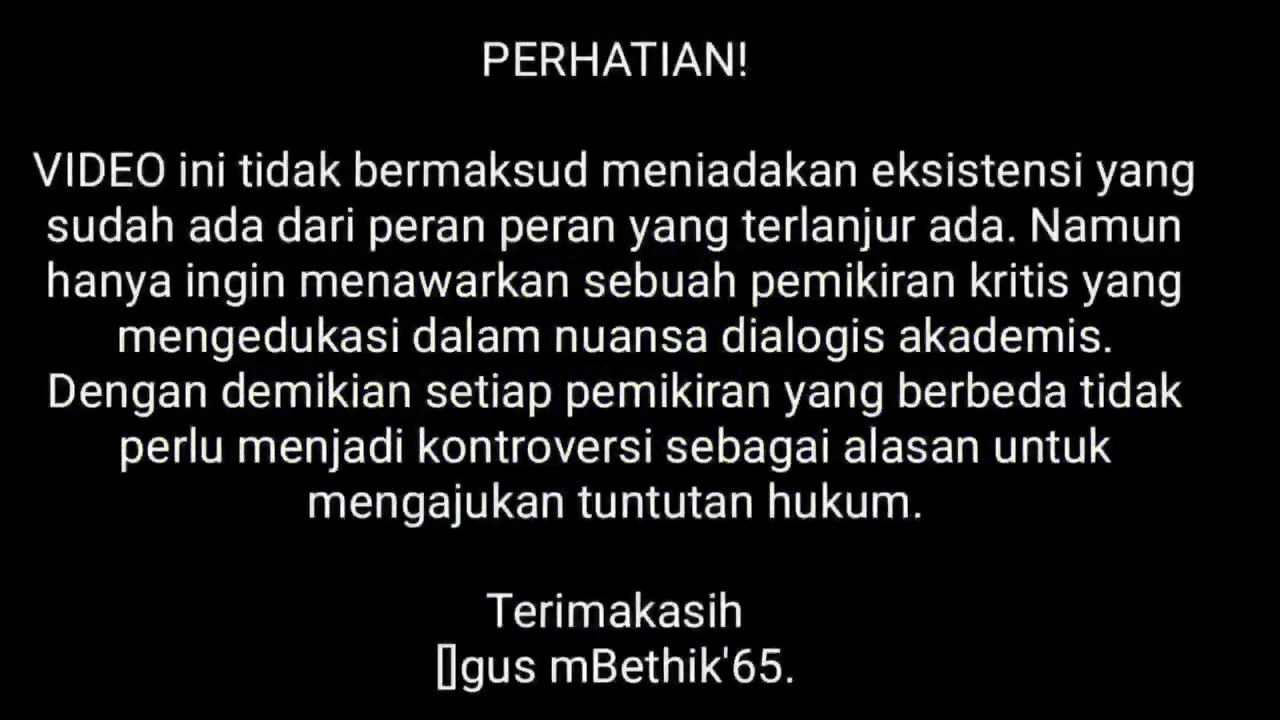 PERHATIAN!
VIDEO ini tidak bermaksud meniadakan eksistensi yang
sudah ada dari peran peran yang terlanjur ada. Namun
hanya ingin menawarkan sebuah pemikiran kritis yang
mengedukasi dalam nuansa dialogis akademis.
Dengan demikian setiap pemikiran yang berbeda tidak
perlu menjadi kontroversi sebagai alasan untuk
mengajukan tuntutan hukum.
Terimakasih
[]gus mBethik'65.